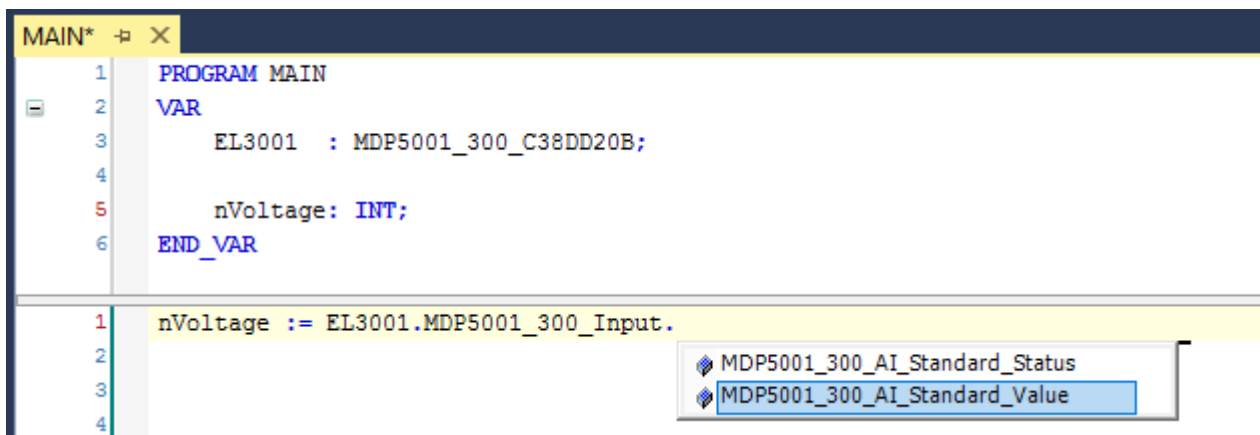 MAIN*
1 PROGRAM MAIN
2 VAR
3 EL3001 : MDP5001_300_C38DD20B;
4
5 nVoltage: INT;
6 END_VAR
1 nVoltage := EL3001.MDP5001_300_Input.
2 MDP5001_300_AI_Standard_Status
3 MDP5001_300_AI_Standard_Value
4